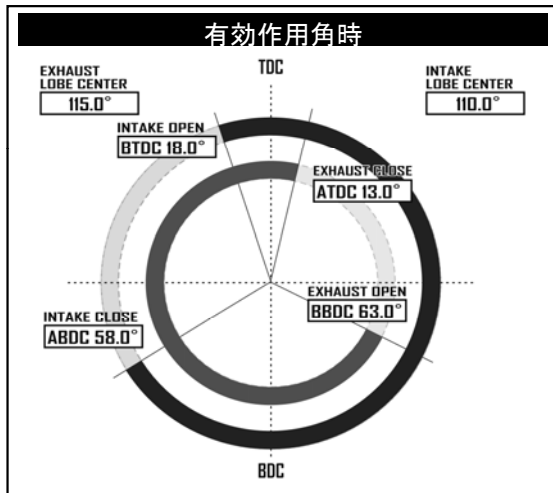 有効作用角時
EXHAUST
LOBE CENTER
115.0°
TDC
INTAKE
LOBE CENTER
110.0°
INTAKE OPEN
BTDC 18.0°
EXHAUST CLOSE
ATDC 13.0°
EXHAUST OPEN
BBDC 63.0°
INTAKE CLOSE
ABDC 58.0°
BDC